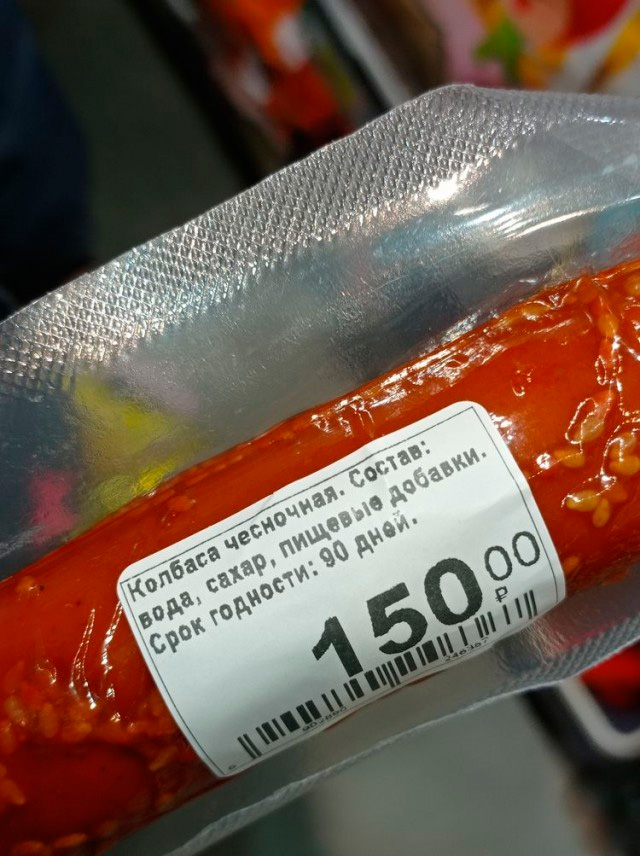 Колбаса чесночная. Состав:
вода, сахар, пищевые добавки.
Срок годности: 90 дней.
150 00
₽